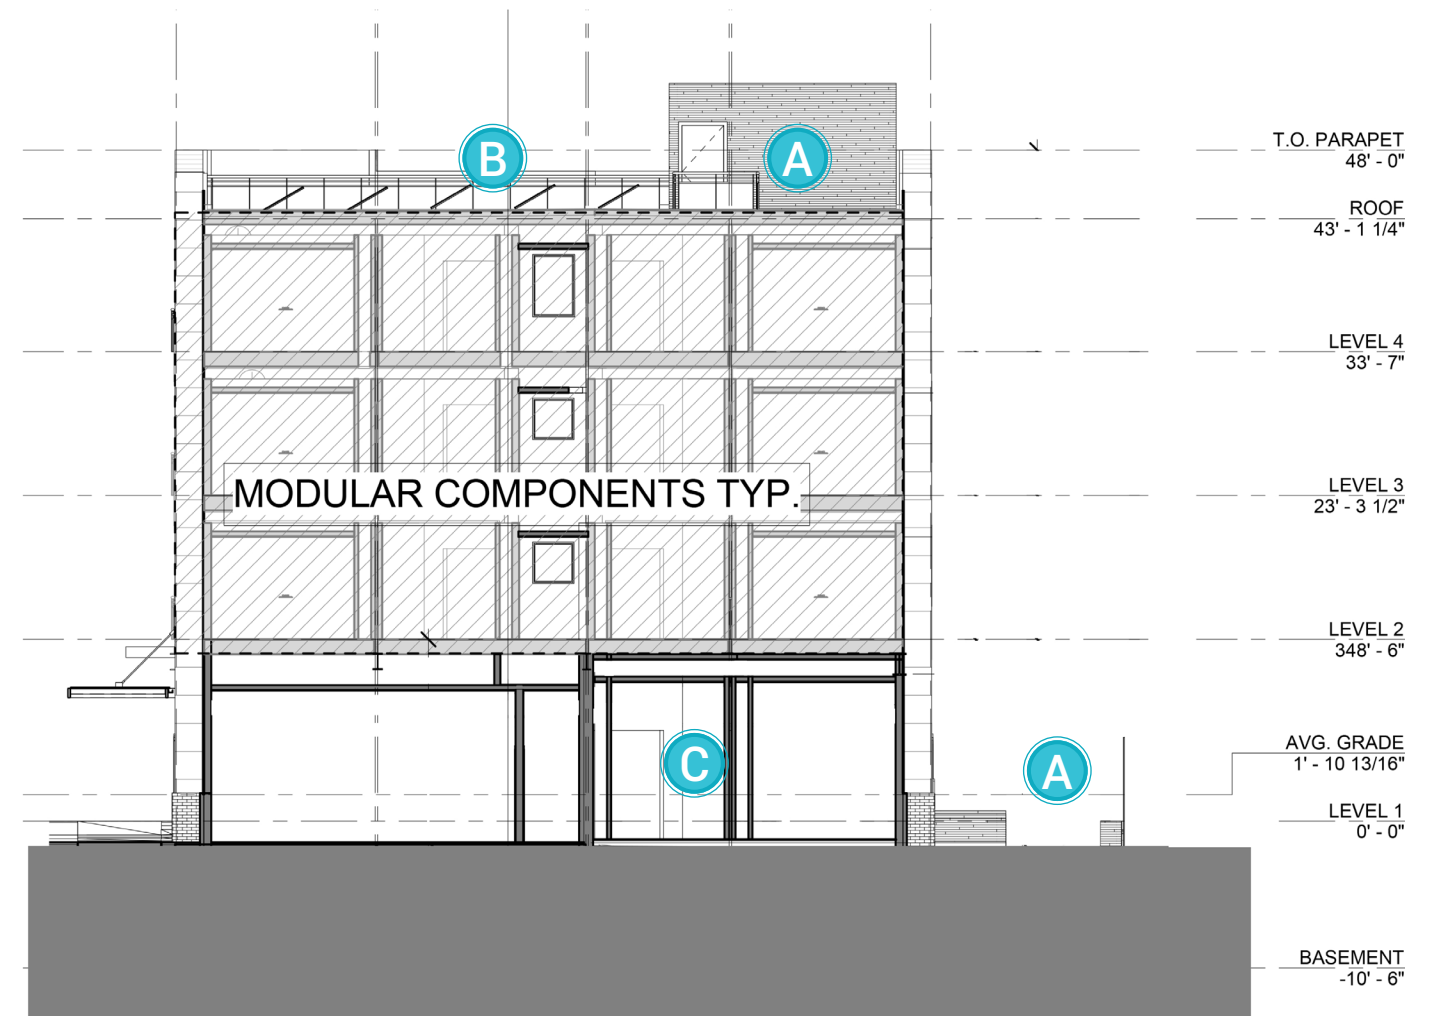 B
A
T.O. PARAPET
48' - 0"
ROOF
43' - 1 1/4"
LEVEL 4
33' - 7"
MODULAR COMPONENTS TYP.
LEVEL 3
23' - 3 1/2"
LEVEL 2
348' - 6"
C
A
AVG. GRADE
1' - 10 13/16"
LEVEL 1
0' - 0"
BASEMENT
-10' - 6"